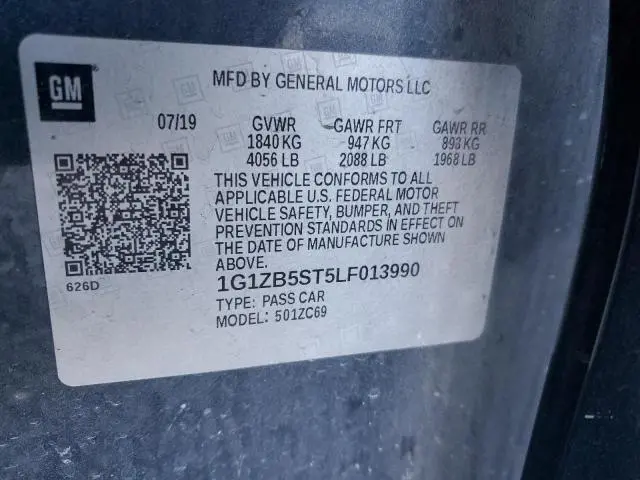 GM
MFD BY GENERAL MOTORS LLC
07/19 GVWR GAWR FRT GAWR RR
1840 KG 947 KG 893 KG
4056 LB 2088 LB 1968 LB
THIS VEHICLE CONFORMS TO ALL
APPLICABLE U.S. FEDERAL MOTOR
VEHICLE SAFETY, BUMPER, AND THEFT
PREVENTION STANDARDS IN EFFECT ON
THE DATE OF MANUFACTURE SHOWN
ABOVE.
626D
1G1ZB5ST5LF013990
TYPE: PASS CAR
MODEL: 501ZC69